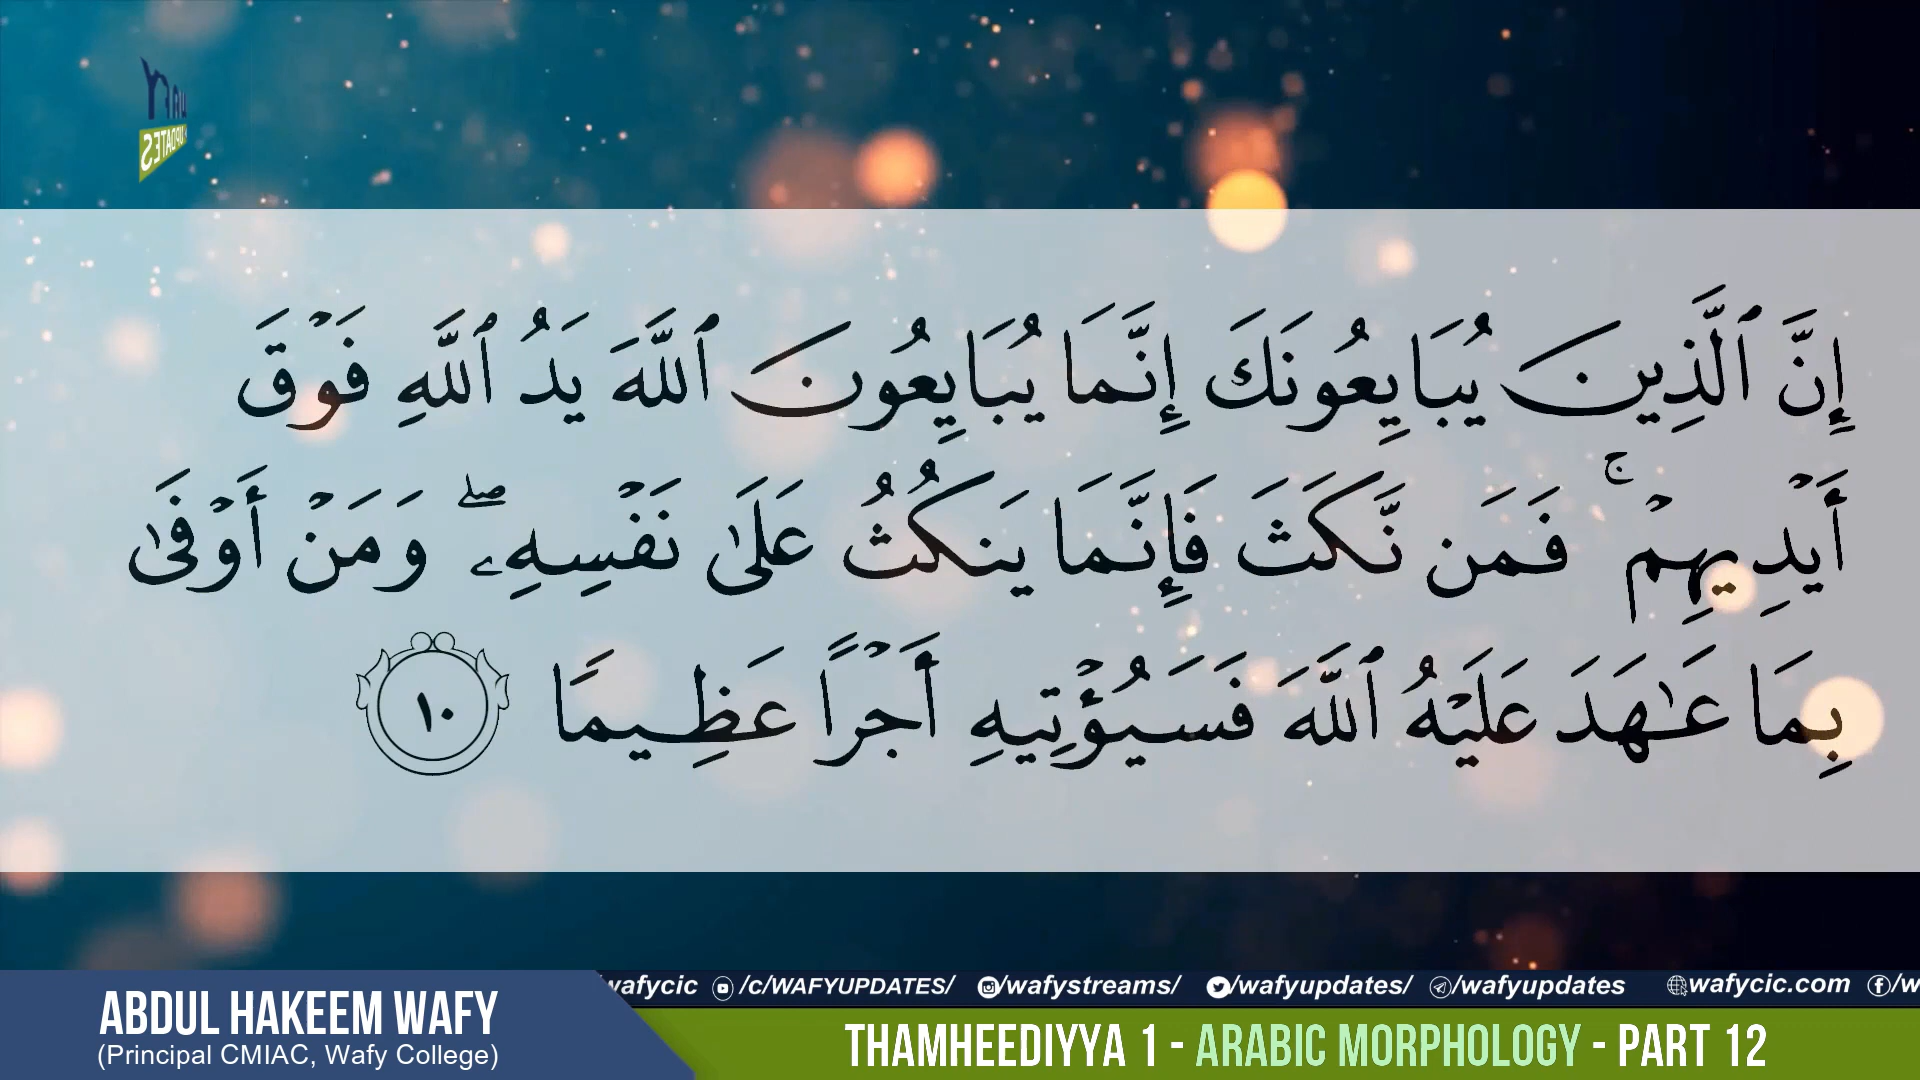 UPDATES
إِنَّ ٱلَّذِينَ يُبَايِعُونَكَ إِنَّمَا يُبَايِعُونَ ٱللَّهَ يَدُ ٱللَّهِ فَوۡقَ
أَيۡدِيهِمۡۚ فَمَن نَّكَثَ فَإِنَّمَا يَنكُثُ عَلَىٰ نَفۡسِهِۦۖ وَمَنۡ أَوۡفَىٰ
بِمَا عَـٰهَدَ عَلَيۡهُ ٱللَّهَ فَسَيُؤۡتِيهِ أَجۡرًا عَظِيمًا ١٠
wafycic /c/WAFYUPDATES/ /wafystreams/ /wafyupdates/ /wafyupdates wafycic.com /w
ABDUL HAKEEM WAFY
(Principal CMIAC, Wafy College)
THAMHEEDIYYA 1 - ARABIC MORPHOLOGY - PART 12